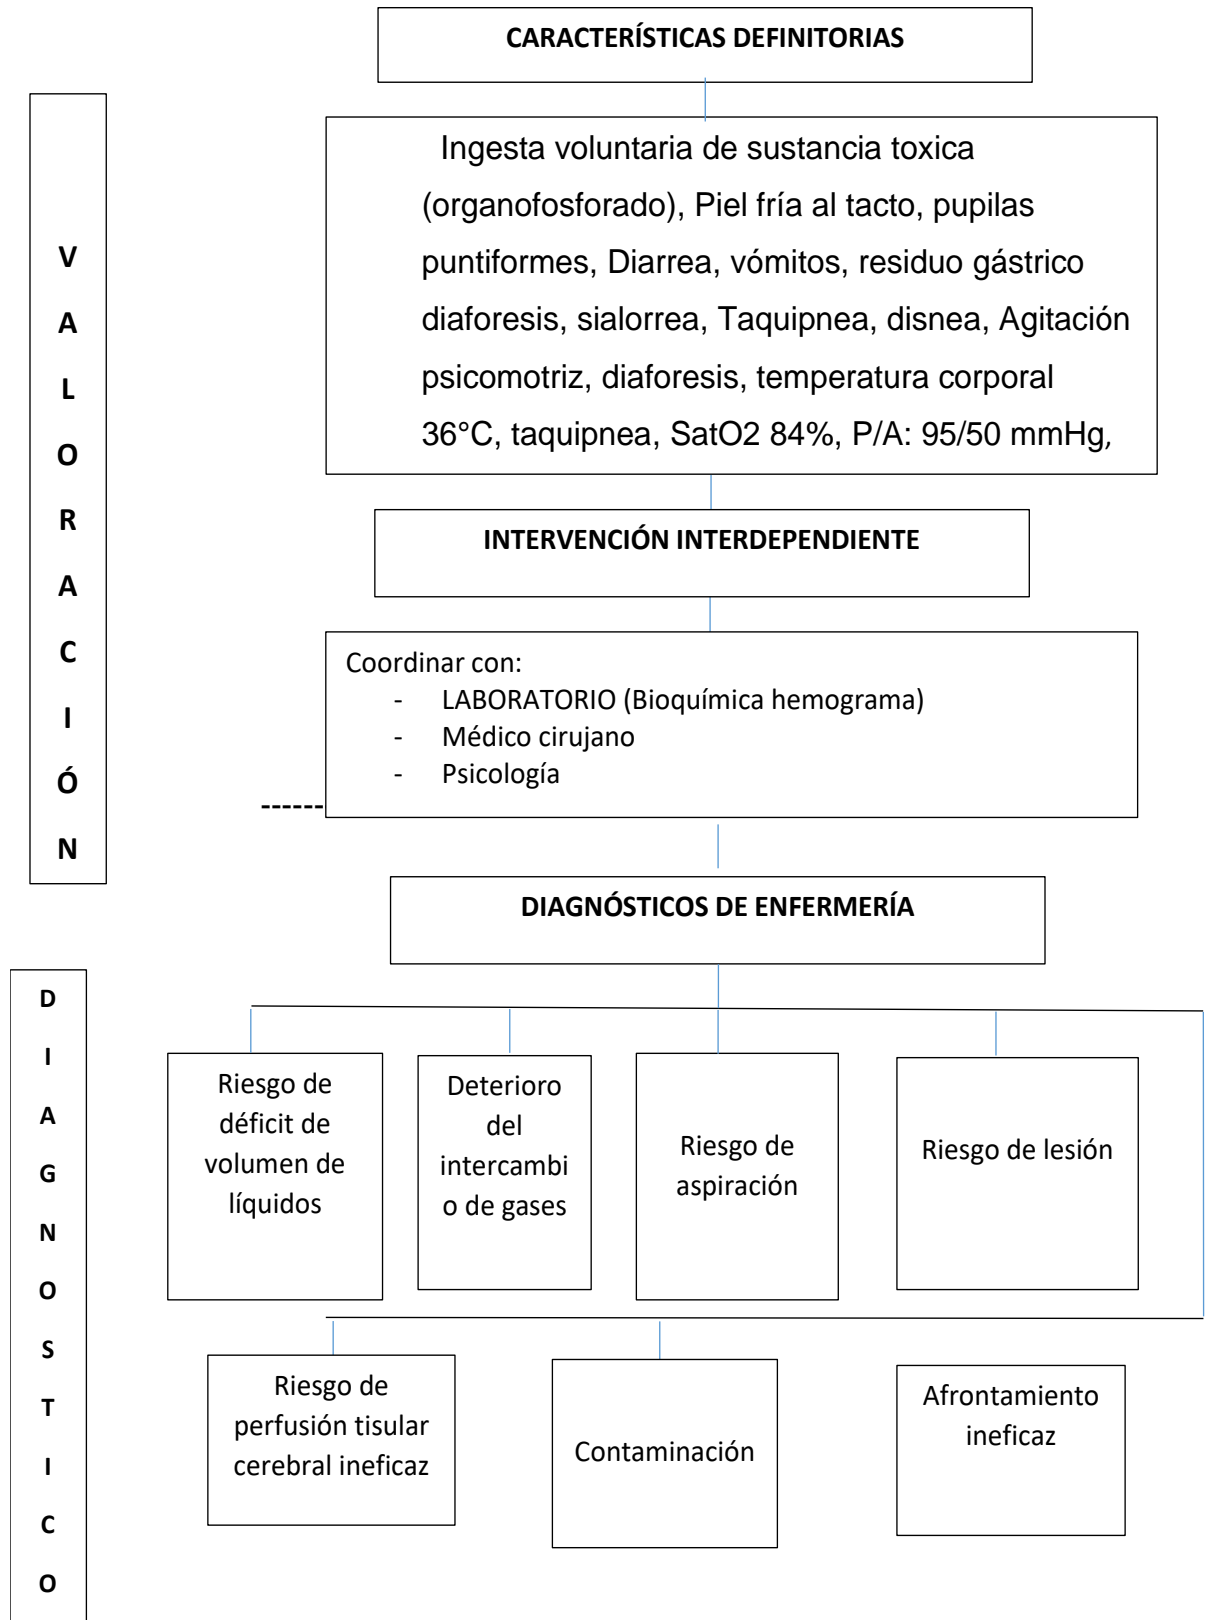 CARACTERÍSTICAS DEFINITORIAS
V
A
L
O
R
A
C
I
Ó
N
Ingesta voluntaria de sustancia toxica
(organofosforado), Piel fría al tacto, pupilas
puntiformes, Diarrea, vómitos, residuo gástrico
diaforesis, sialorrea, Taquipnea, disnea, Agitación
psicomotriz, diaforesis, temperatura corporal
36°C, taquipnea, SatO2 84%, P/A: 95/50 mmHg,
INTERVENCIÓN INTERDEPENDIENTE
Coordinar con:
- LABORATORIO (Bioquímica hemograma)
- Médico cirujano
- Psicología
------
DIAGNÓSTICOS DE ENFERMERÍA
D
I
A
G
N
O
S
T
I
C
O
Riesgo de
déficit de
volumen de
líquidos
Deterioro
del
intercambi
o de gases
Riesgo de
aspiración
Riesgo de lesión
Riesgo de
perfusión tisular
cerebral ineficaz
Contaminación
Afrontamiento
ineficaz